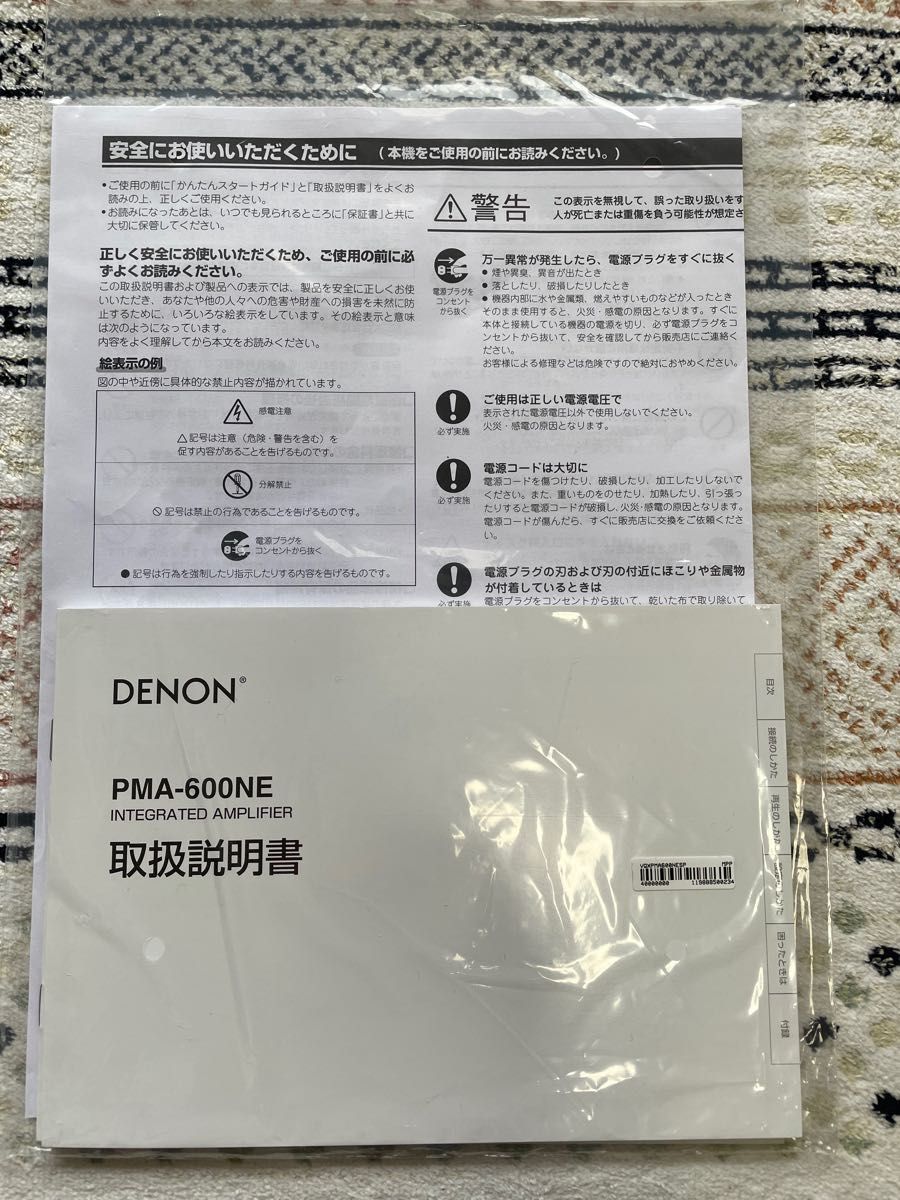 安全にお使いいただくために （本機をご使用の前にお読みください。）
•ご使用の前に「かんたんスタートガイド」と「取扱説明書」をよくお
読みの上、正しくご使用ください。
•お読みになったあとは、いつでも見られるところに「保証書」と共に
大切に保管してください。
正しく安全にお使いいただくため、ご使用の前に必
ずよくお読みください。
この取扱説明書および製品への表示では、製品を安全に正しくお使
いいただき、あなたや他の人々への危害や財産への損害を未然に防
止するために、いろいろな絵表示をしています。その絵表示と意味
は次のようになっています。
内容をよく理解してから本文をお読みください。
絵表示の例
図の中や近傍に具体的な禁止内容が描かれています。
感電注意
△記号は注意（危険・警告を含む）を
促す内容があることを告げるものです。
分解禁止
記号は禁止の行為であることを告げるものです。
電源プラグを
コンセントから抜く
●記号は行為を強制したり指示したりする内容を告げるものです。
警告
この表示を無視して、誤った取り扱いをす
人が死亡または重傷を負う可能性が想定さ
電源プラグを
コンセント
から抜く
万一異常が発生したら、電源プラグをすぐに抜く
● 煙や異臭、異音が出たとき
● 落としたり、破損したりしたとき
● 機器内部に水や金属類、燃えやすいものなどが入ったとき
そのまま使用すると、火災・感電の原因となります。すぐに
本体と接続している機器の電源を切り、必ず電源プラグをコ
ンセントから抜いて、安全を確認してから販売店にご連絡く
ださい。
お客様による修理などは危険ですので絶対におやめください。
必ず実施
ご使用は正しい電源電圧で
表示された電源電圧以外で使用しないでください。
火災・感電の原因となります。
必ず実施
電源コードは大切に
電源コードを傷つけたり、破損したり、加工したりしないで
ください。また、重いものをのせたり、加熱したり、引っ張っ
たりすると電源コードが破損し、火災・感電の原因となります。
電源コードが傷んだら、すぐに販売店に交換をご依頼くださ
い。
必ず実施
電源プラグの刃および刃の付近にほこりや金属物
が付着しているときは
電源プラグをコンセントから抜いて、乾いた布で取り除いて
DENON®
PMA-600NE
INTEGRATED AMPLIFIER
取扱説明書
VQXPMA600NESP MPP
40000000 119888500234
目次
接続のしかた
再生のしかた
しかた
困ったときは
付録